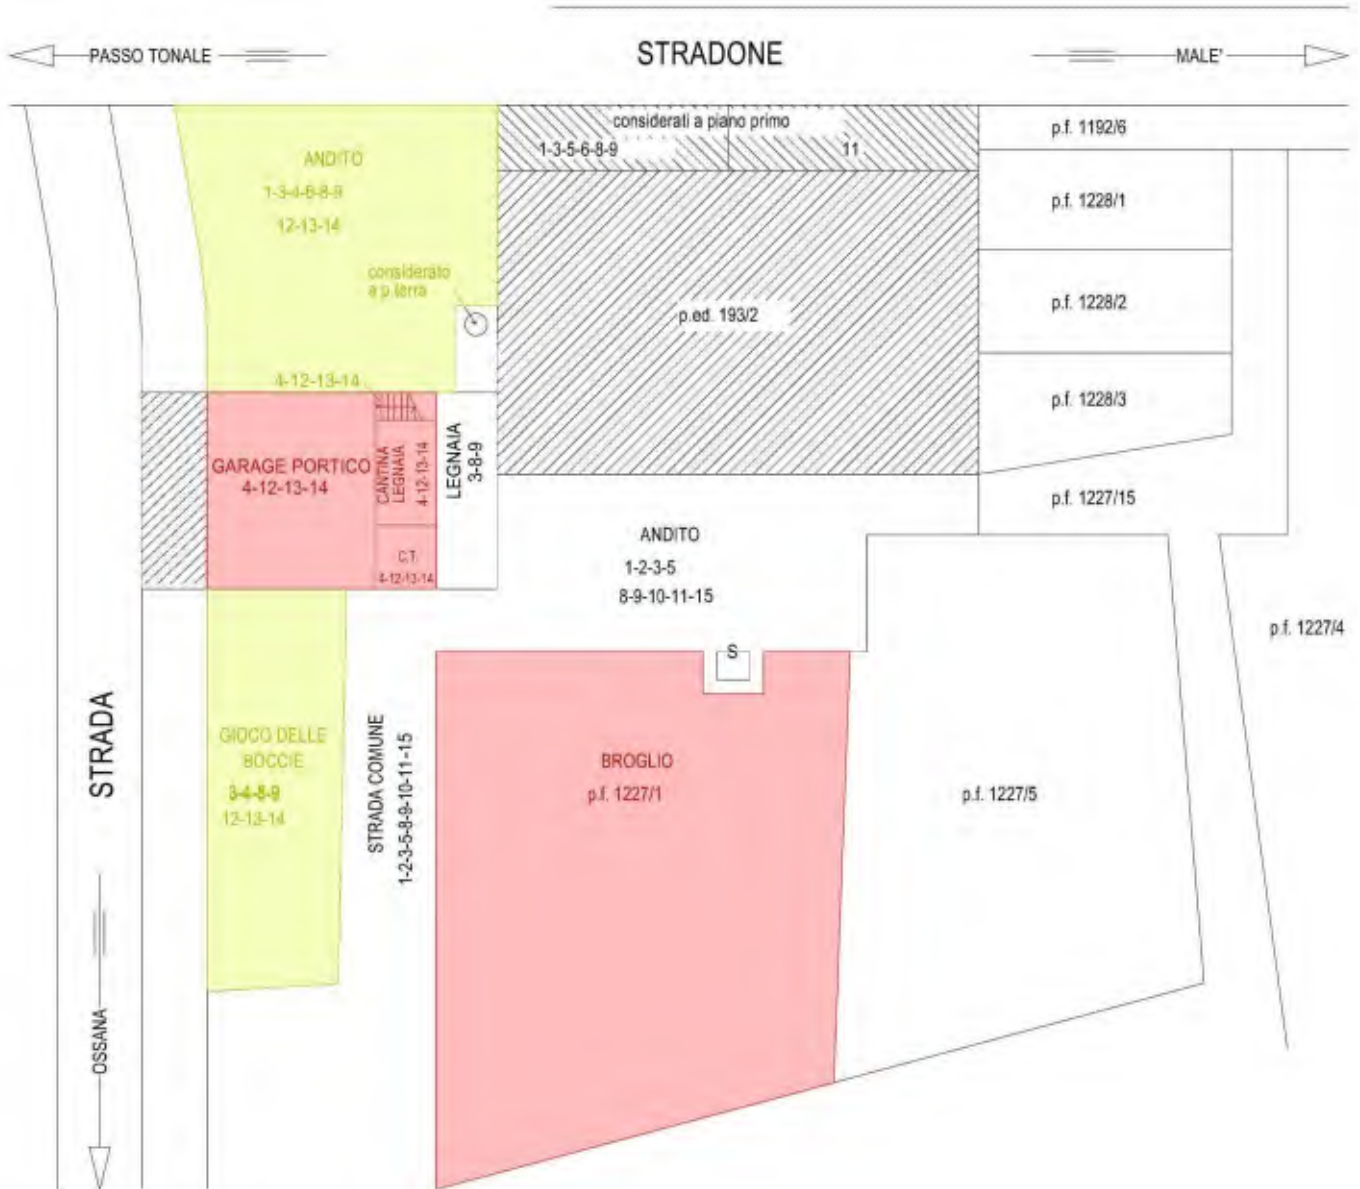 PASSO TONALE
STRADONE
MALE'
considerati a piano primo
1-3-5-6-8-9
11
p.f. 1192/6
ANDITO
1-3-4-6-8-9
12-13-14
p.f. 1228/1
considerato
a p.terra
p.ed. 193/2
p.f. 1228/2
4-12-13-14
p.f. 1228/3
GARAGE PORTICO
4-12-13-14
CANTINA
LEGNAIA
4-12-13-14
LEGNAIA
3-8-9
C.T.
4-12-13-14
p.f. 1227/15
ANDITO
1-2-3-5
8-9-10-11-15
p.f. 1227/4
S
STRADA
GIOCO DELLE
BOCCIE
3-4-8-9
12-13-14
STRADA COMUNE
1-2-3-5-8-9-10-11-15
BROGLIO
p.f. 1227/1
p.f. 1227/5
OSSANA